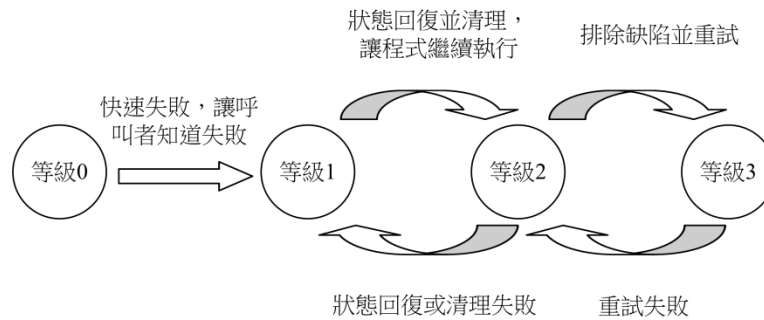 狀態回復並清理，
讓程式繼續執行
排除缺陷並重試
快速失敗，讓呼
叫者知道失敗
等級0
等級1
等級2
等級3
狀態回復或清理失敗
重試失敗